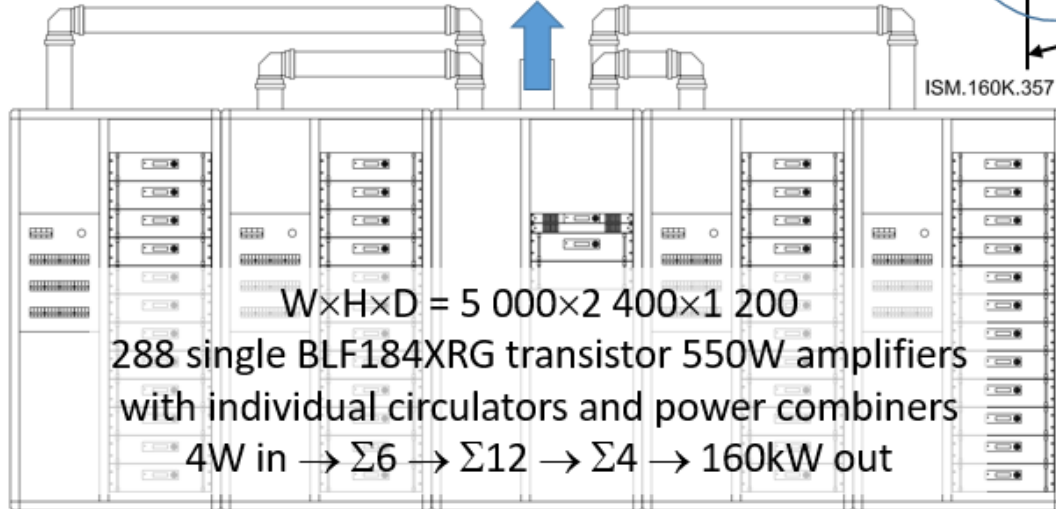 ISM.160K.357
W×H×D = 5 000×2 400×1 200
288 single BLF184XRG transistor 550W amplifiers
with individual circulators and power combiners
4W in → Σ6 → Σ12 → Σ4 → 160kW out